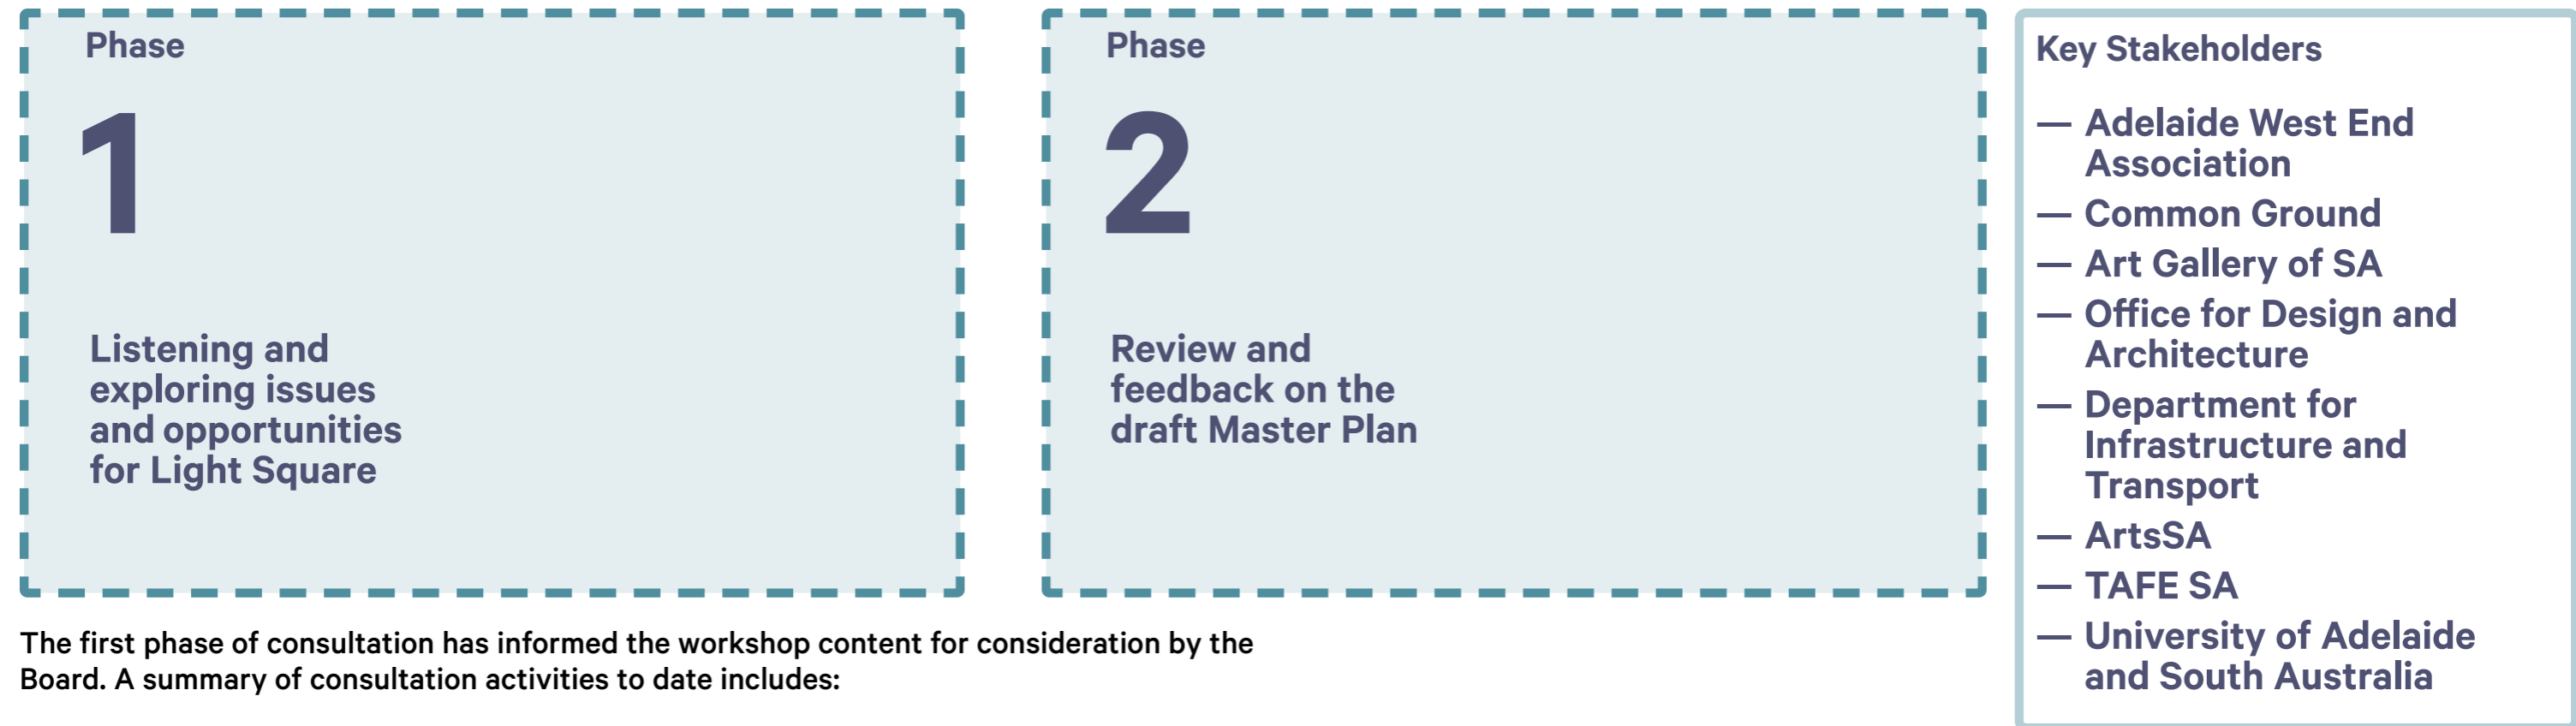 Phase
1
Listening and
exploring issues
and opportunities
for Light Square
Phase
2
Review and
feedback on the
draft Master Plan
Key Stakeholders
— Adelaide West End
Association
— Common Ground
— Art Gallery of SA
— Office for Design and
Architecture
— Department for
Infrastructure and
Transport
— ArtsSA
— TAFE SA
— University of Adelaide
and South Australia
The first phase of consultation has informed the workshop content for consideration by the
Board. A summary of consultation activities to date includes: